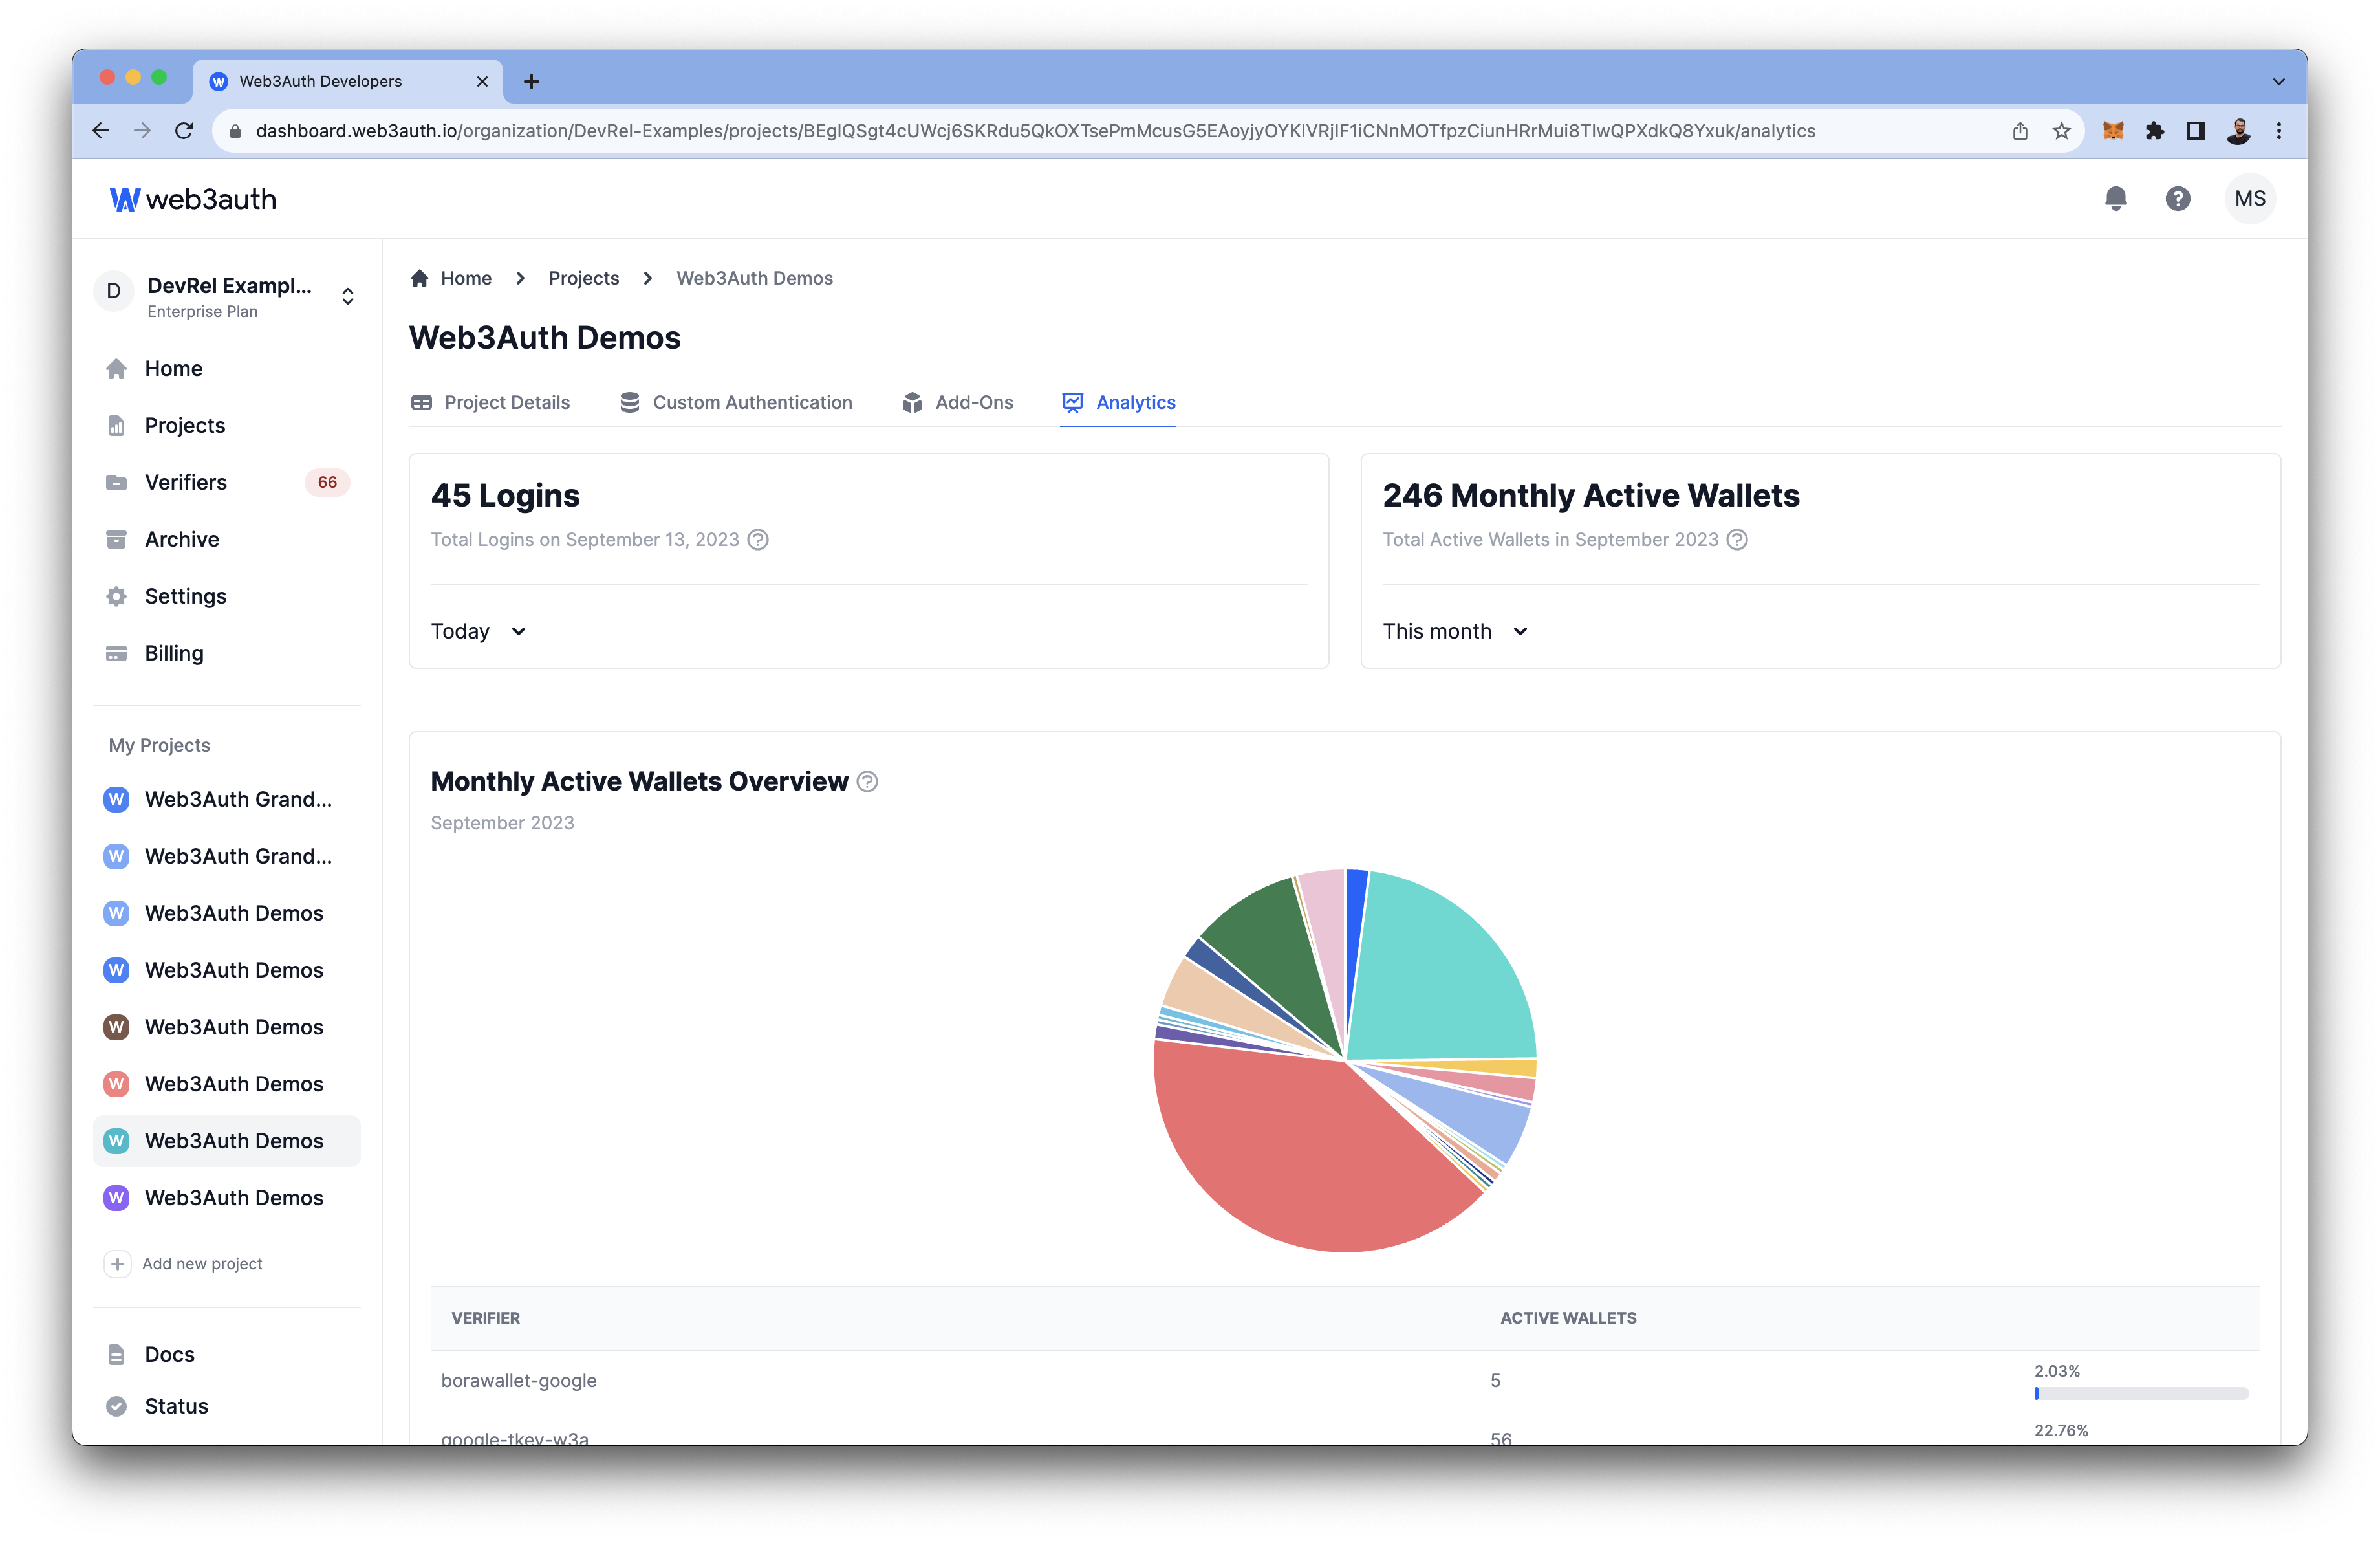 Web3Auth Developers
dashboard.web3auth.io/organization/DevRel-Examples/projects/BEglQSgt4cUWcj6SKRdu5QkOXTsePmMcusG5EAoyjyOYKlVRjIF1iCNnMOTfpzCiunHRrMui8TIwQPXdkQ8Yxuk/analytics
web3auth
MS
D
DevRel Exampl...
Enterprise Plan
Home
Projects
Verifiers 66
Archive
Settings
Billing
My Projects
W Web3Auth Grand...
W Web3Auth Grand...
W Web3Auth Demos
W Web3Auth Demos
W Web3Auth Demos
W Web3Auth Demos
W Web3Auth Demos
W Web3Auth Demos
Add new project
Docs
Status
Home > Projects > Web3Auth Demos
Web3Auth Demos
Project Details Custom Authentication Add-Ons Analytics
45 Logins
Total Logins on September 13, 2023
Today
246 Monthly Active Wallets
Total Active Wallets in September 2023
This month
Monthly Active Wallets Overview
September 2023
VERIFIER ACTIVE WALLETS
borawallet-google 5 2.03%
google-tkey-w3a 56 22.76%